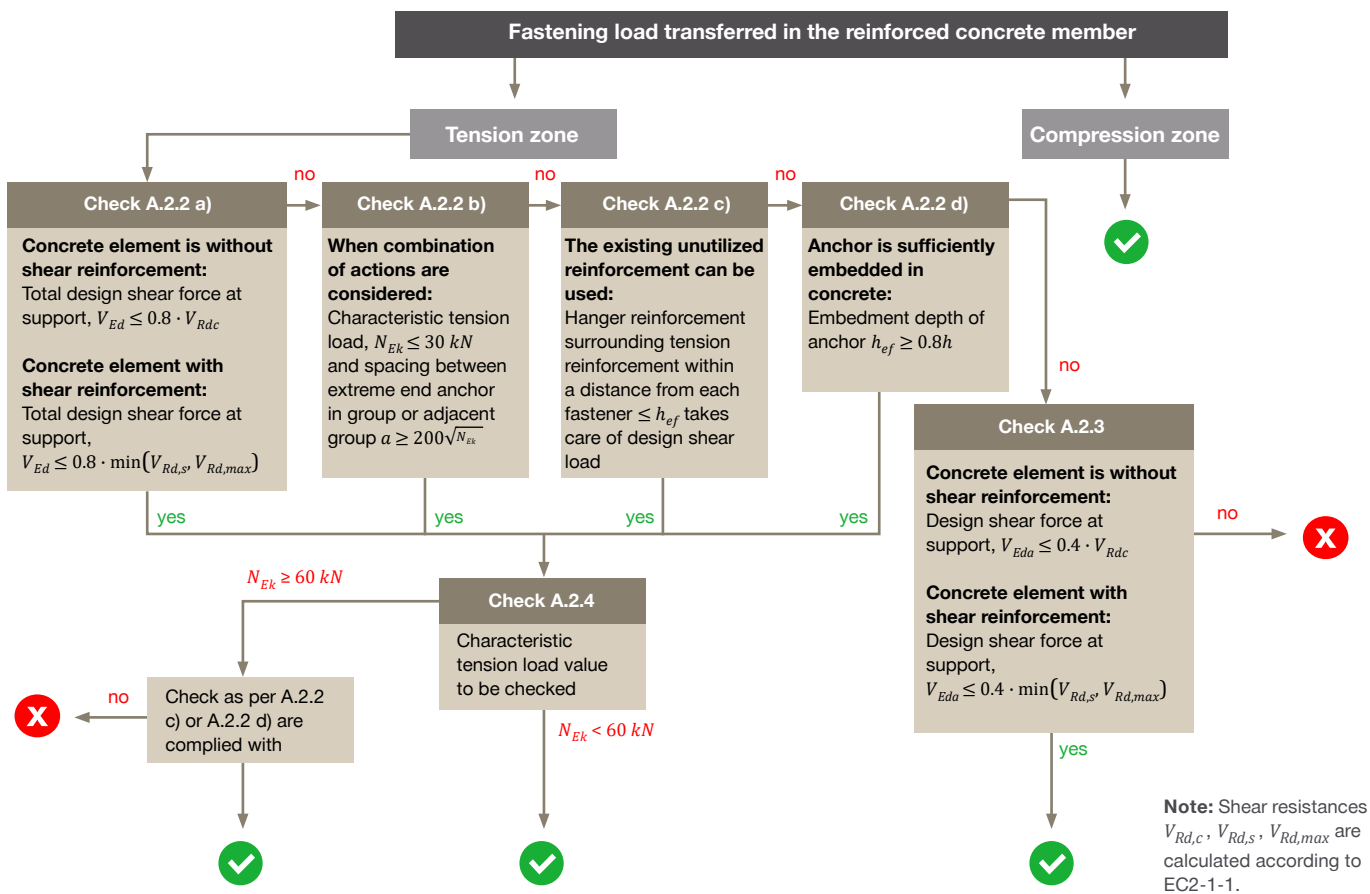 Fastening load transferred in the reinforced concrete member
Tension zone
Compression zone
no
no
no
Check A.2.2 a)
Concrete element is without
shear reinforcement:
Total design shear force at
support, V_Ed ≤ 0.8 · V_Rdc
Concrete element with
shear reinforcement:
Total design shear force at
support,
V_Ed ≤ 0.8 · min(V_Rd,s, V_Rd,max)
Check A.2.2 b)
When combination
of actions are
considered:
Characteristic tension
load, N_Ek ≤ 30 kN
and spacing between
extreme end anchor
in group or adjacent
group a ≥ 200√N_Ek
Check A.2.2 c)
The existing unutilized
reinforcement can be
used:
Hanger reinforcement
surrounding tension
reinforcement within
a distance from each
fastener ≤ h_ef takes
care of design shear
load
Check A.2.2 d)
Anchor is sufficiently
embedded in
concrete:
Embedment depth of
anchor h_ef ≥ 0.8h
no
yes
yes
yes
yes
A.2.3
Concrete element is without
shear reinforcement:
Design shear force at
support, V_Eda ≤ 0.4 · V_Rdc
Concrete element with
shear reinforcement:
Design shear force at
support,
V_Eda ≤ 0.4 · min(V_Rd,s, V_Rd,max)
no
yes
N_Ek ≥ 60 kN
Check A.2.4
Characteristic
tension load value
to be checked
N_Ek < 60 kN
no
Check as per A.2.2
c) or A.2.2 d) are
complied with
Note: Shear resistances
V_Rd,c , V_Rd,s , V_Rd,max are
calculated according to
EC2-1-1.